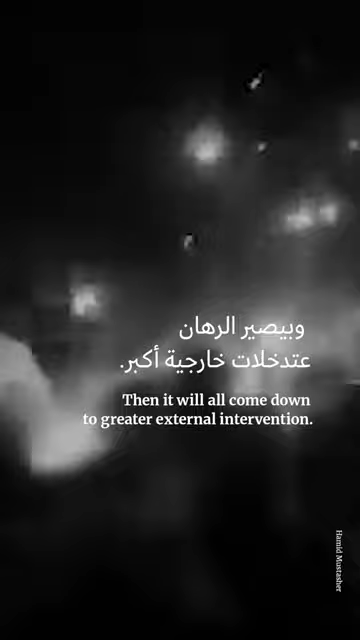 وبيصير الرهان
عتدخلات خارجية أكبر.
Then it will all come down
to greater external intervention.
Hamid Mustasher